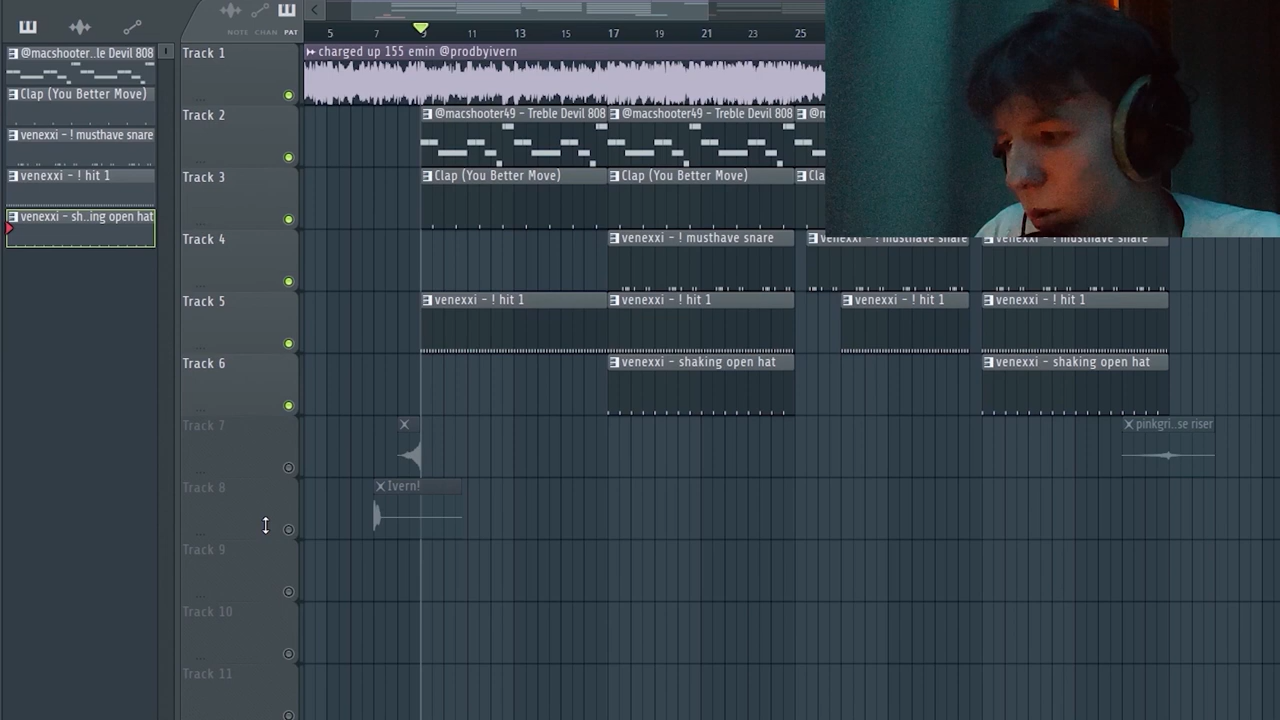 NOTE CHAN PAT
5 7 9 11 13 15 17 19 21 23 25
@macshooter..le Devil 808
Clap (You Better Move)
venexxi - ! musthave snare
venexxi - ! hit 1
venexxi - sh..ing open hat
Track 1
charged up 155 emin @prodbyivern
Track 2
@macshooter49 - Treble Devil 808
@macshooter49 - Treble Devil 808
Track 3
Clap (You Better Move)
Clap (You Better Move)
Cla
Track 4
venexxi - ! musthave snare
venexxi - ! musthave snare
venexxi - ! musthave snare
Track 5
venexxi - ! hit 1
venexxi - ! hit 1
venexxi - ! hit 1
venexxi - ! hit 1
Track 6
venexxi - shaking open hat
venexxi - shaking open hat
Track 7
pinkgri..se riser
Track 8
Ivern!
Track 9
Track 10
Track 11